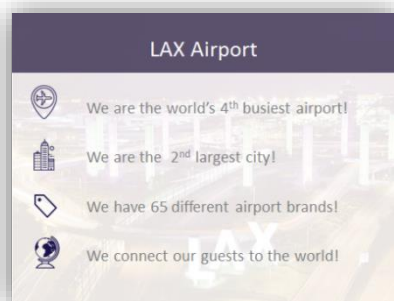 LAX Airport
We are the world's 4th busiest airport!
We are the 2nd largest city!
We have 65 different airport brands!
We connect our guests to the world!
LAX